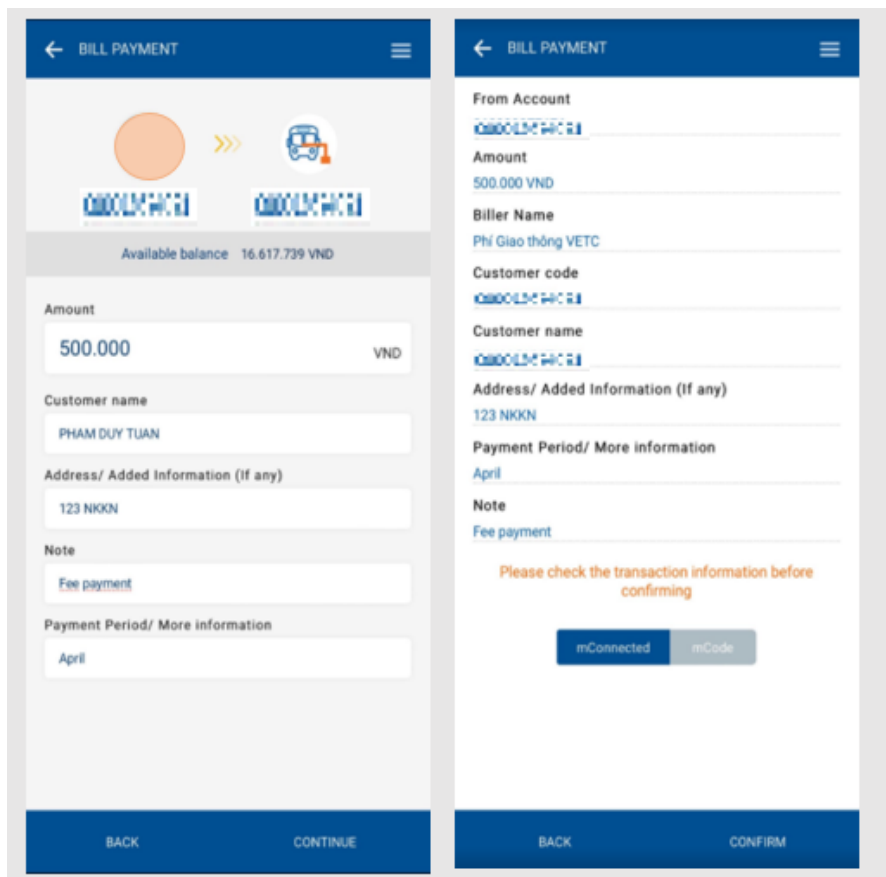 BILL PAYMENT
Available balance 16.617.739 VND
Amount
500.000 VND
Customer name
PHAM DUY TUAN
Address/ Added Information (If any)
123 NKKN
Note
Fee payment
Payment Period/ More information
April
BACK CONTINUE
BILL PAYMENT
From Account
Amount
500.000 VND
Biller Name
Phí Giao thông VETC
Customer code
Customer name
Address/ Added Information (If any)
123 NKKN
Payment Period/ More information
April
Note
Fee payment
Please check the transaction information before
confirming
mConnected mCode
BACK CONFIRM